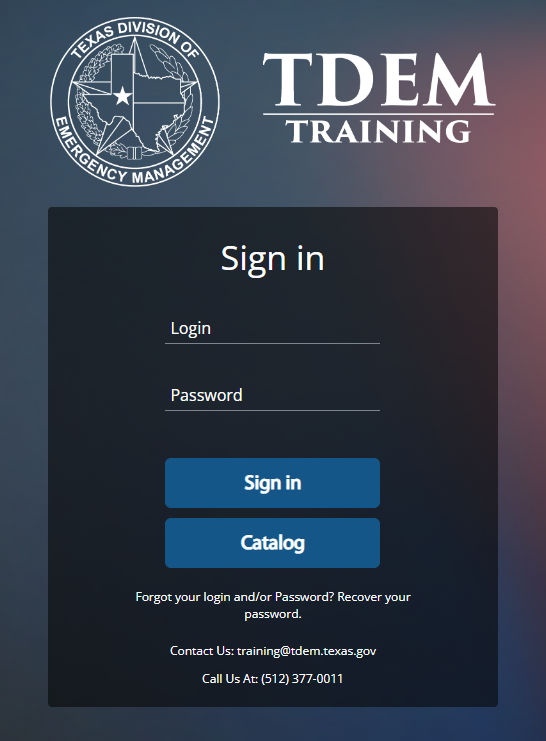 TEXAS DIVISION OF
EMERGENCY MANAGEMENT
TDEM
TRAINING
Sign in
Login
Password
Sign in
Catalog
Forgot your login and/or Password? Recover your
password.
Contact Us: training@tdem.texas.gov
Call Us At: (512) 377-0011